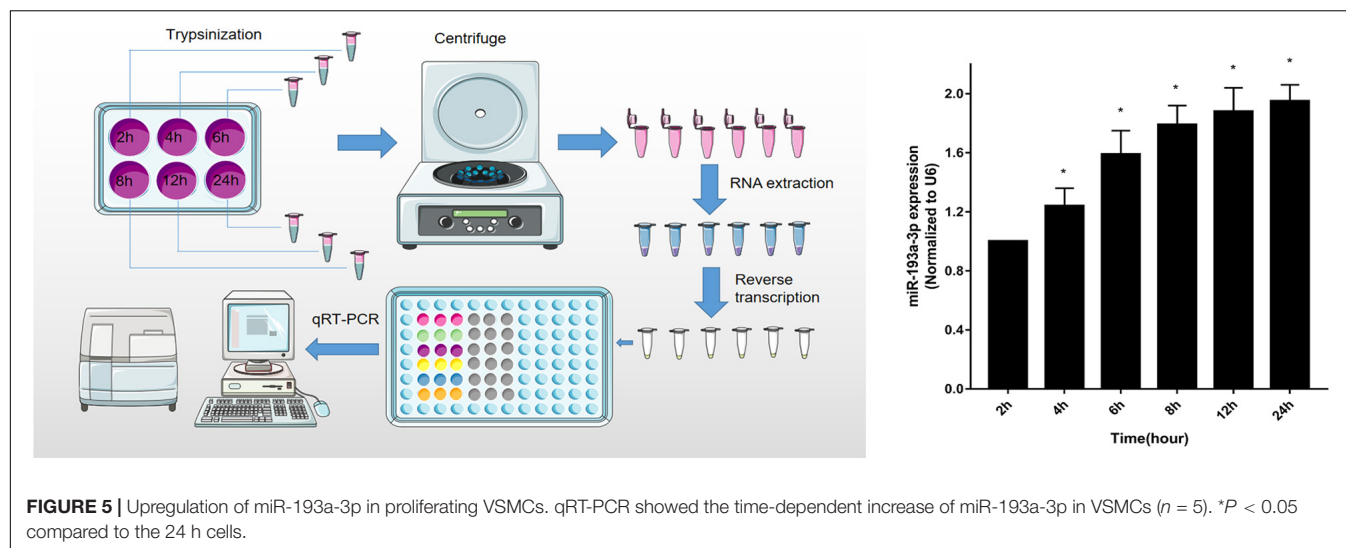 Trypsinization
Centrifuge
2h 4h 6h
8h 12h 24h
RNA extraction
Reverse
transcription
qRT-PCR
miR-193a-3p expression
(Normalized to U6)
2.0
1.6
1.2
0.8
0.4
0.0
* * * * *
2h 4h 6h 8h 12h 24h
Time(hour)
FIGURE 5 | Upregulation of miR-193a-3p in proliferating VSMCs. qRT-PCR showed the time-dependent increase of miR-193a-3p in VSMCs (n = 5). *P < 0.05
compared to the 24 h cells.